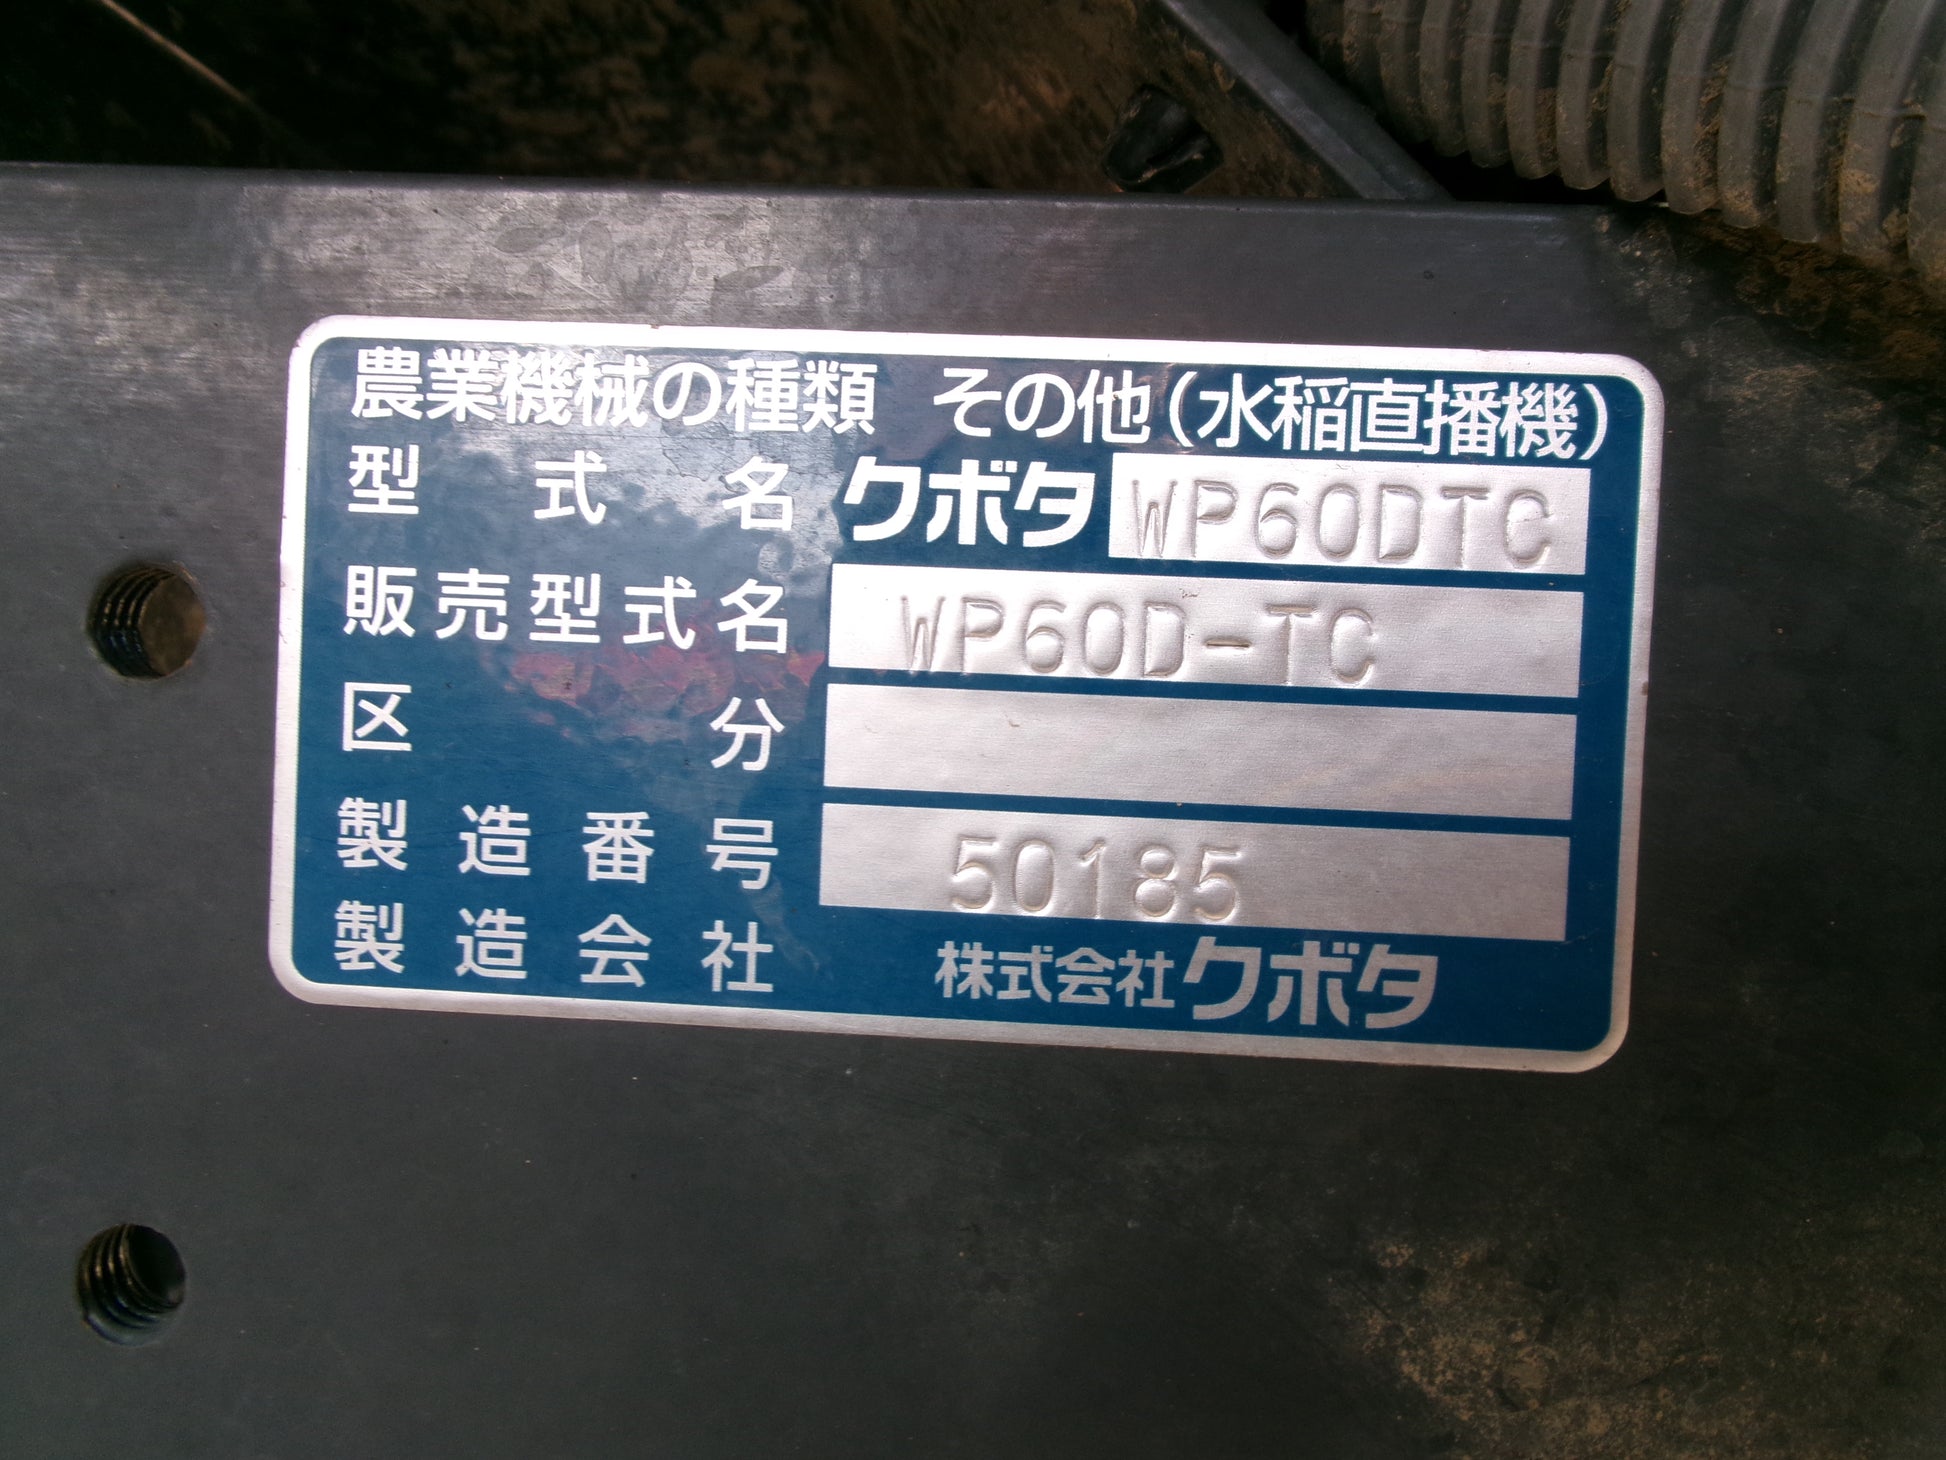 農業機械の種類 その他(水稲直播機)
型式名 クボタ WP60DTC
販売型式名 WP60D-TC
区分
製造番号 50185
製造会社 株式会社クボタ